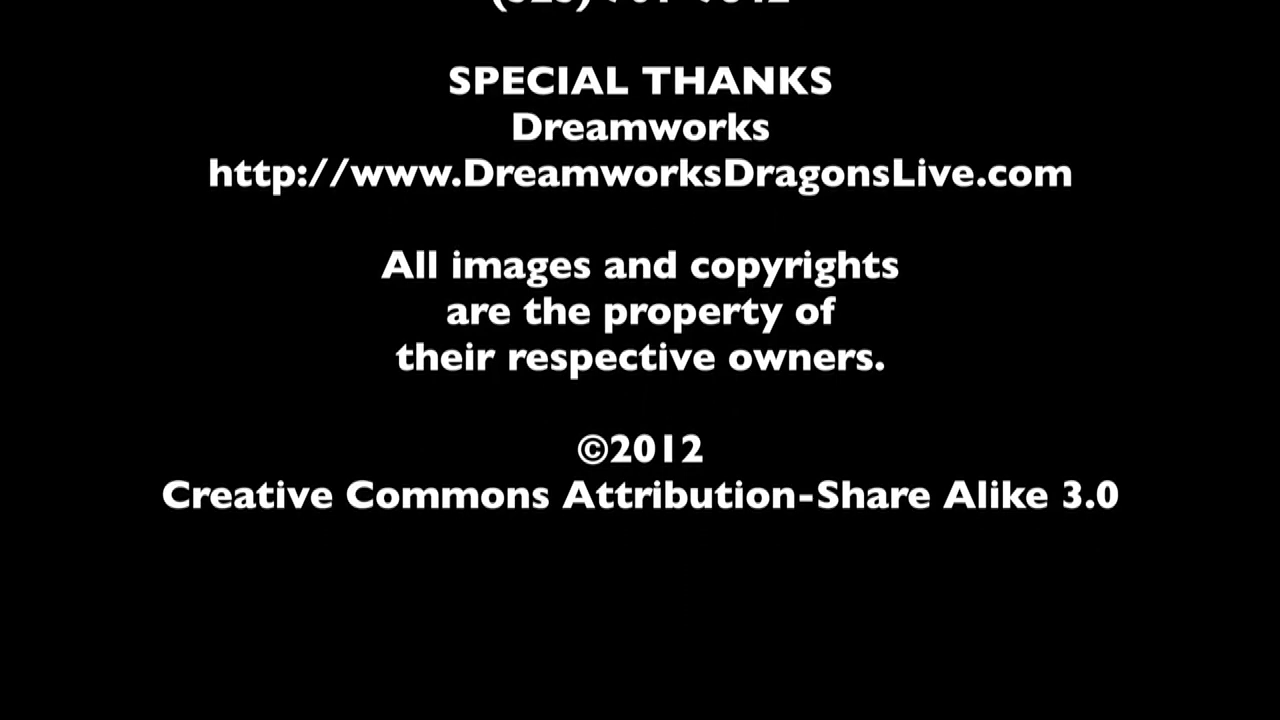 SPECIAL THANKS
Dreamworks
http://www.DreamworksDragonsLive.com
All images and copyrights
are the property of
their respective owners.
©2012
Creative Commons Attribution-Share Alike 3.0